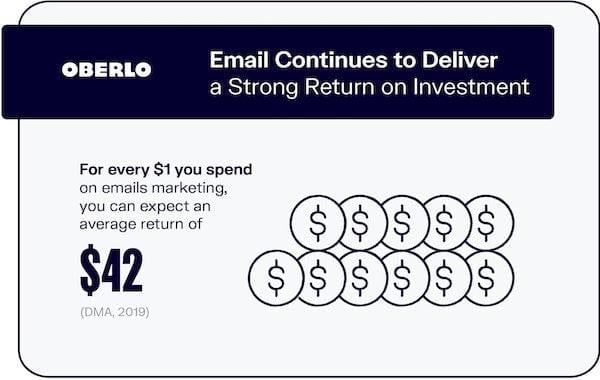 OBERLO
Email Continues to Deliver
a Strong Return on Investment
For every $1 you spend
on emails marketing,
you can expect an
average return of
$42
(DMA, 2019)
$ $ $ $ $
$ $ $ $ $ $